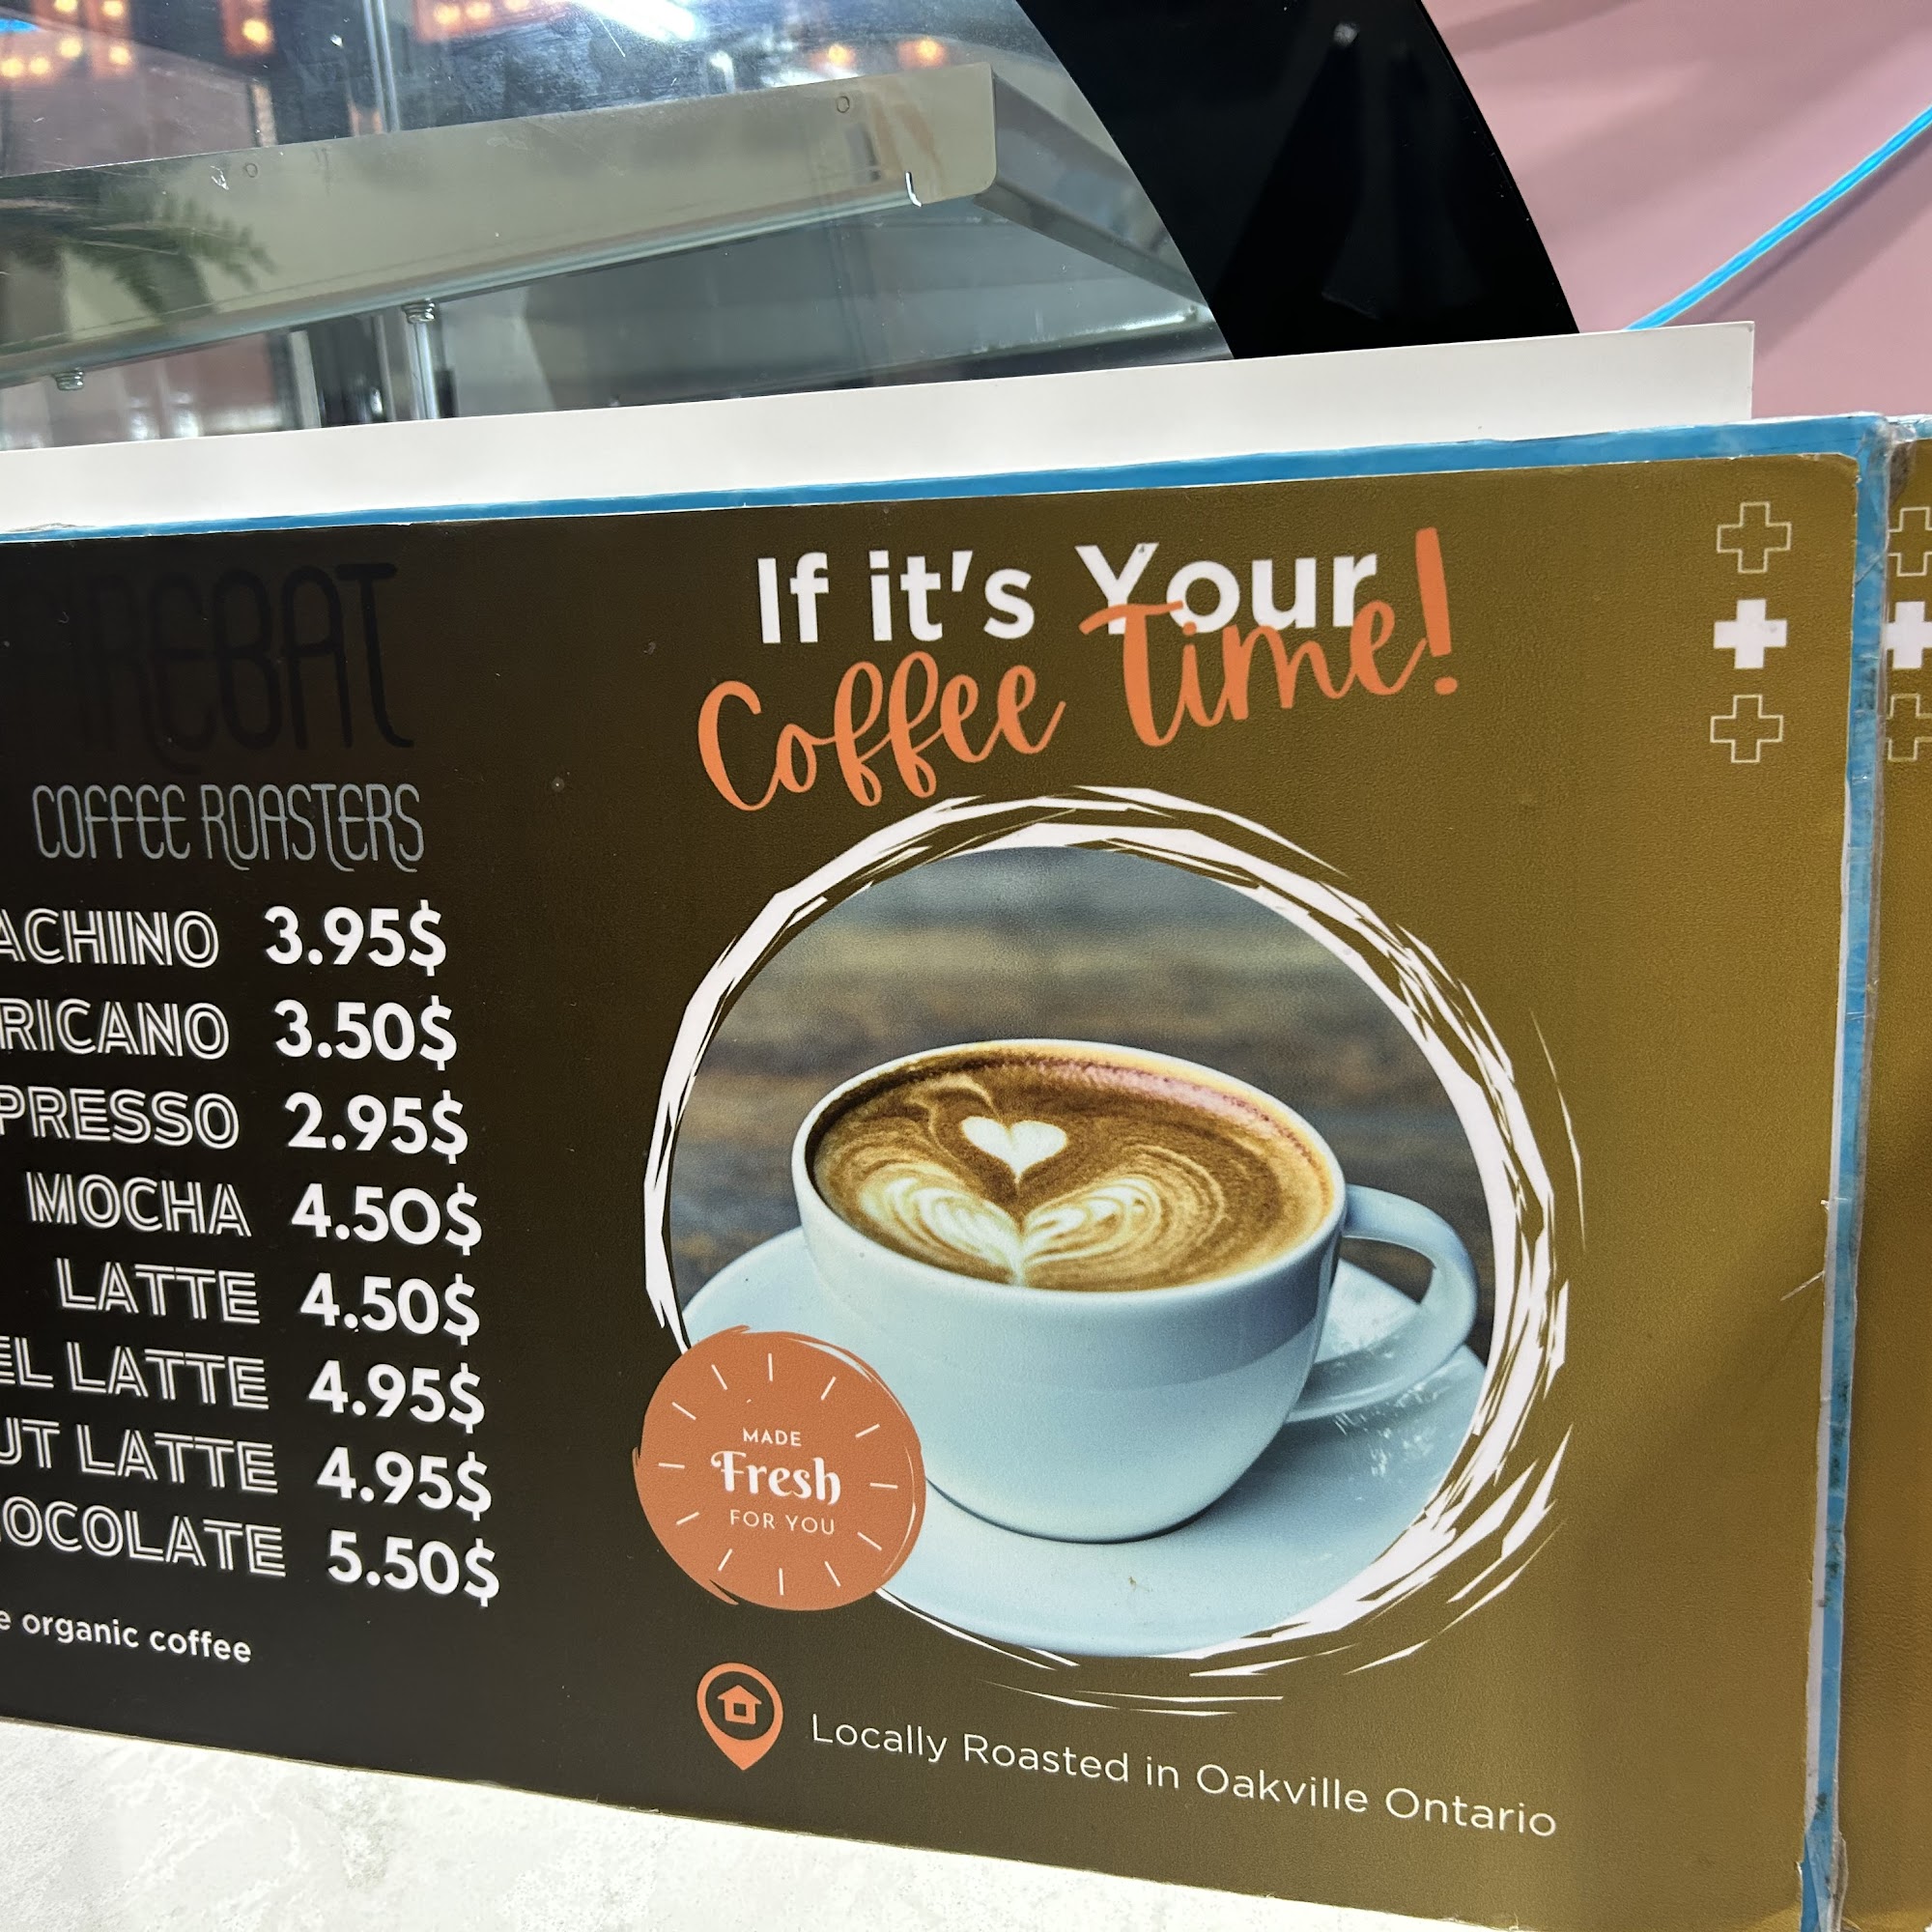 COFFEE ROASTERS
ACHINO 3.95$
RICANO 3.50$
PRESSO 2.95$
MOCHA 4.50$
LATTE 4.50$
EL LATTE 4.95$
UT LATTE 4.95$
OCOLATE 5.50$
e organic coffee
If it's Your
Coffee Time!
MADE
Fresh
FOR YOU
Locally Roasted in Oakville Ontario